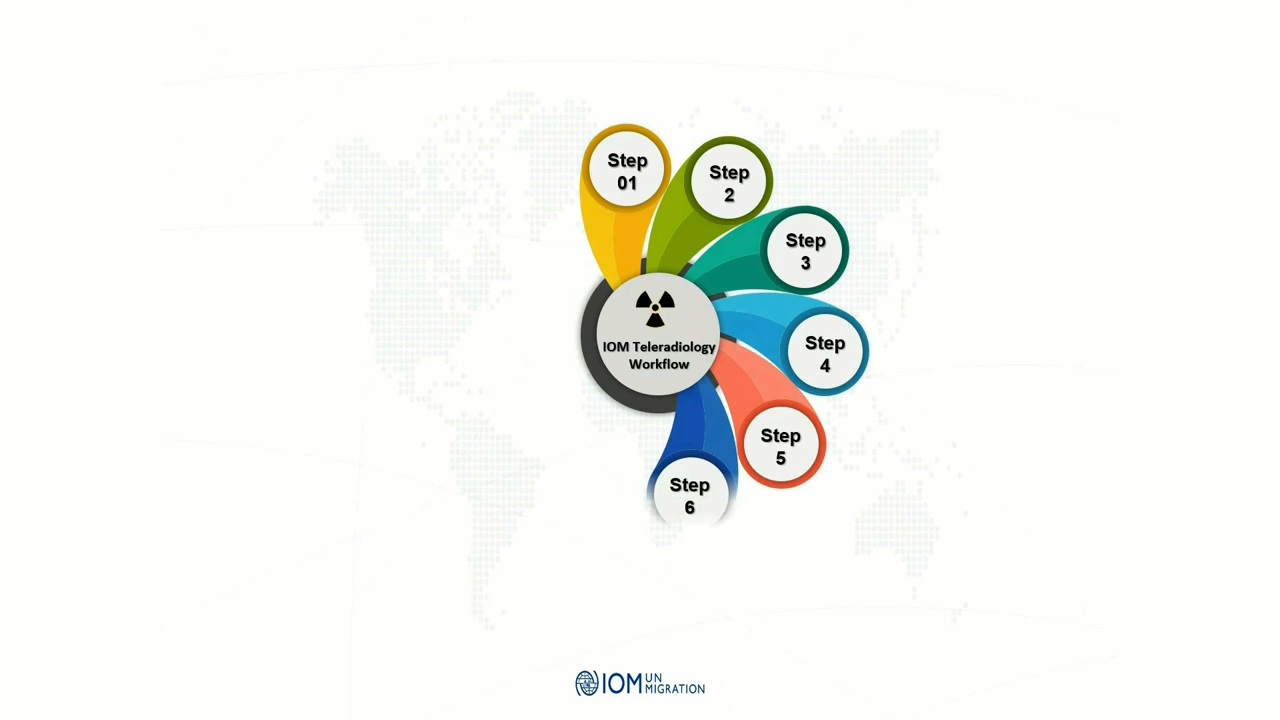 Step
01
Step
2
Step
3
Step
4
Step
5
Step
6
IOM Teleradiology
Workflow
IOM UN
MIGRATION